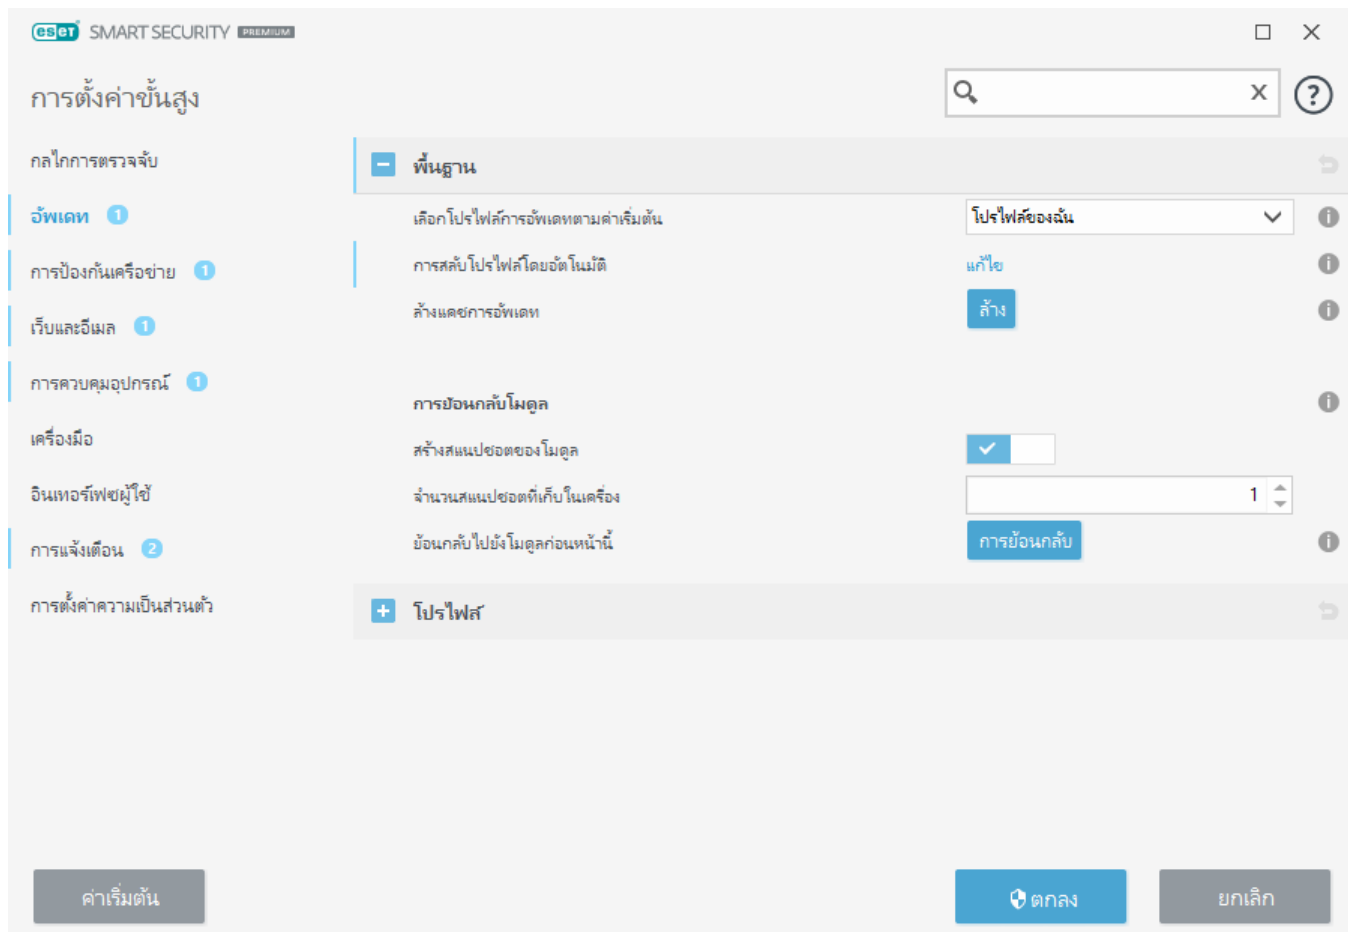 eset SMART SECURITY PREMIUM
การตั้งค่าขั้นสูง
x ?
กลไกการตรวจจับ
อัพเดท 1
การป้องกันเครือข่าย 1
เว็บและอีเมล 1
การควบคุมอุปกรณ์ 1
เครื่องมือ
อินเทอร์เฟซผู้ใช้
การแจ้งเตือน 2
การตั้งค่าความเป็นส่วนตัว
พื้นฐาน
เลือกโปรไฟล์การอัพเดทตามค่าเริ่มต้น โปรไฟล์ของฉัน
การสลับโปรไฟล์โดยอัตโนมัติ แก้ไข
ล้างแคชการอัพเดท ล้าง
การย้อนกลับโมดูล
สร้างสแนปชอตของโมดูล
จำนวนสแนปชอตที่เก็บในเครื่อง 1
ย้อนกลับไปยังโมดูลก่อนหน้านี้ การย้อนกลับ
โปรไฟล์
ค่าเริ่มต้น ตกลง ยกเลิก